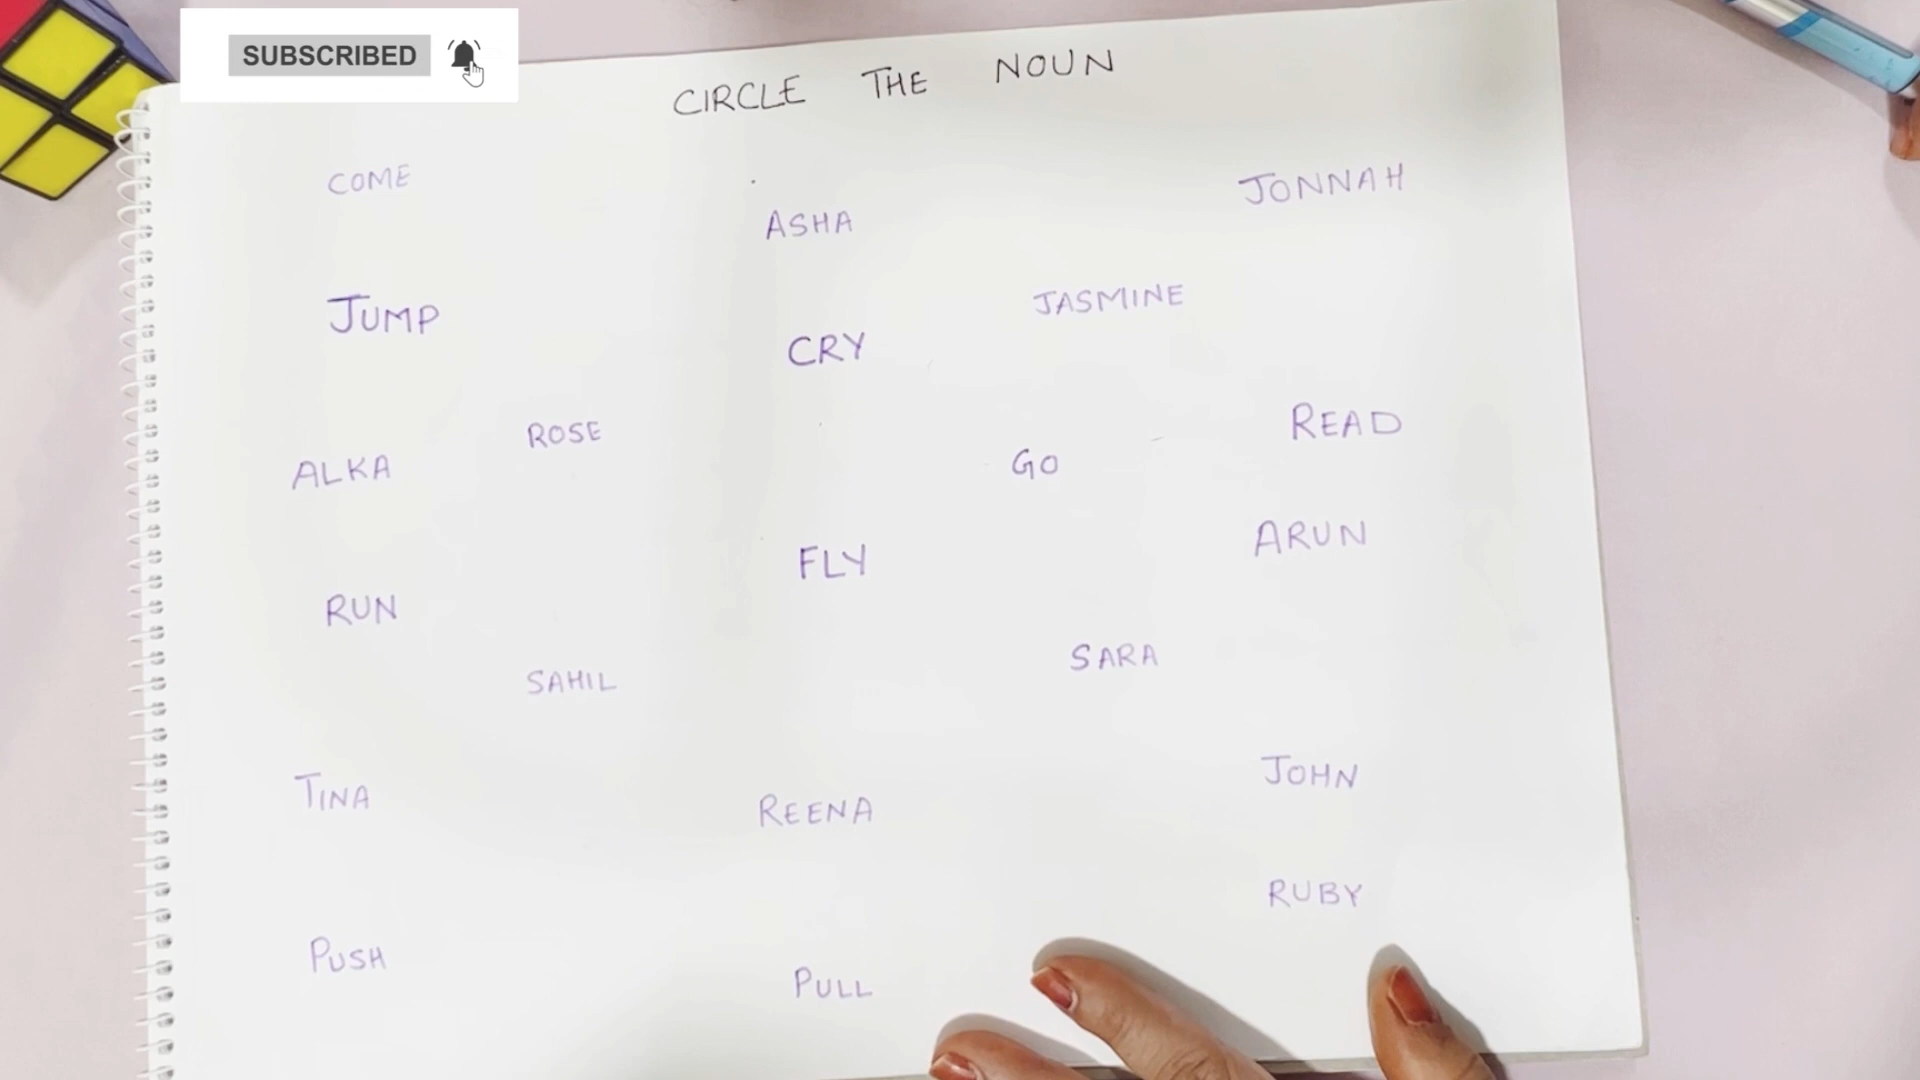 SUBSCRIBED
CIRCLE THE NOUN
COME
ASHA
JONNAH
JUMP
CRY
JASMINE
ALKA
ROSE
GO
READ
RUN
FLY
ARUN
SAHIL
SARA
TINA
REENA
JOHN
RUBY
PUSH
PULL